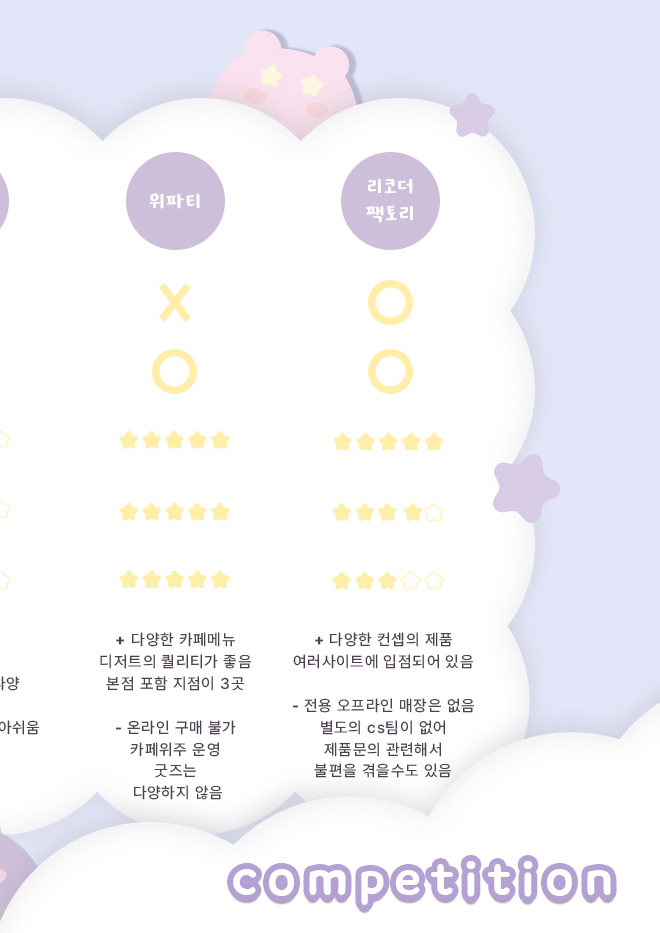 위파티
리코더
팩토리
+ 다양한 카페메뉴
디저트의 퀄리티가 좋음
본점 포함 지점이 3곳
- 온라인 구매 불가
카페위주 운영
굿즈는
다양하지 않음
+ 다양한 컨셉의 제품
여러사이트에 입점되어 있음
- 전용 오프라인 매장은 없음
별도의 cs팀이 없어
제품문의 관련해서
불편을 겪을수도 있음
아쉬움
competition